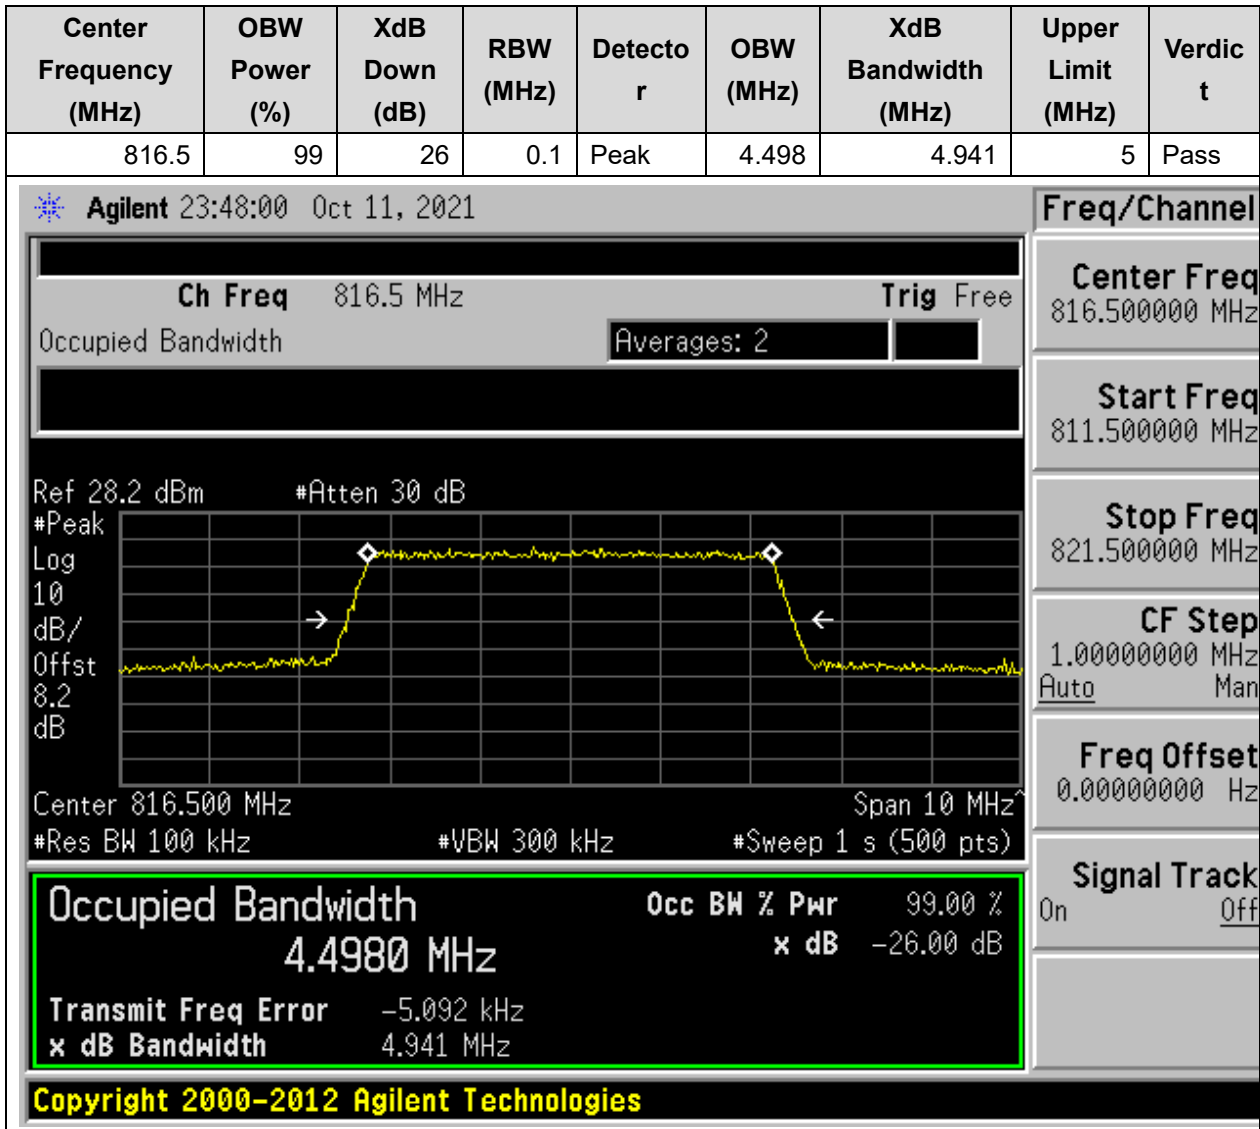 Center Frequency (MHz) OBW Power (%) XdB Down (dB) RBW (MHz) Detector OBW (MHz) XdB Bandwidth (MHz) Upper Limit (MHz) Verdict
816.5 99 26 0.1 Peak 4.498 4.941 5 Pass
Agilent 23:48:00 Oct 11, 2021
Freq/Channel
Ch Freq 816.5 MHz Trig Free
Occupied Bandwidth Averages: 2
Center Freq
816.500000 MHz
Start Freq
811.500000 MHz
Stop Freq
821.500000 MHz
CF Step
1.00000000 MHz
Auto Man
Freq Offset
0.00000000 Hz
Signal Track
On Off
Ref 28.2 dBm #Atten 30 dB
#Peak
Log
10
dB/
Offst
8.2
dB
Center 816.500 MHz Span 10 MHz^
#Res BW 100 kHz #VBW 300 kHz #Sweep 1 s (500 pts)
Occupied Bandwidth Occ BW % Pwr 99.00 %
4.4980 MHz x dB -26.00 dB
Transmit Freq Error -5.092 kHz
x dB Bandwidth 4.941 MHz
Copyright 2000-2012 Agilent Technologies